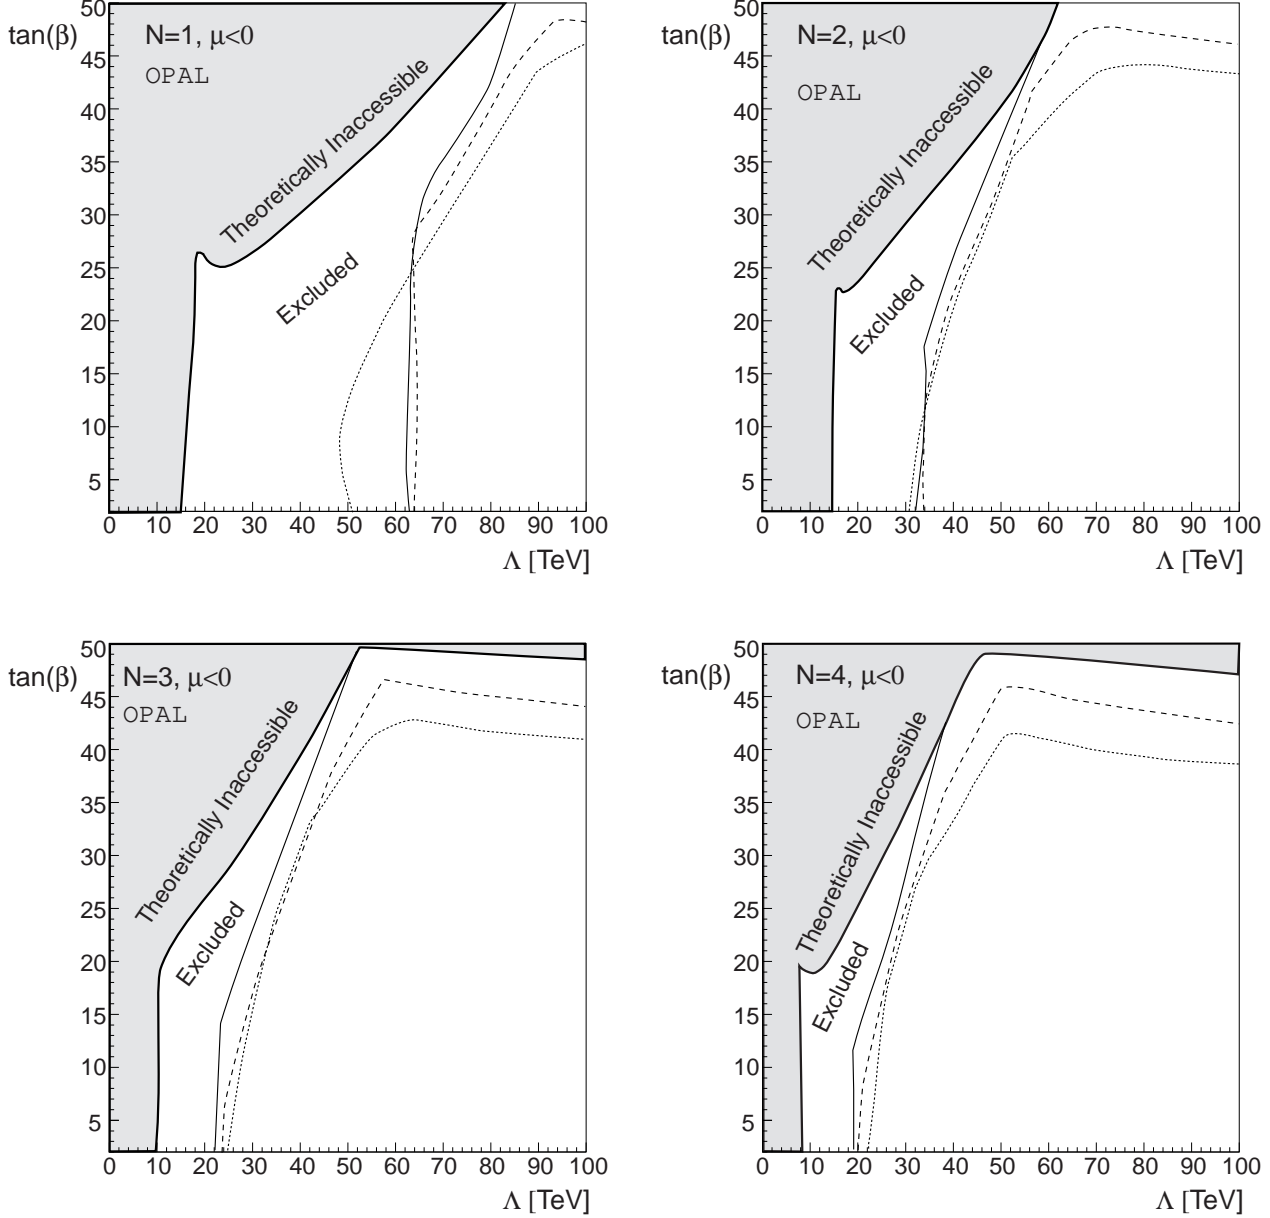 50
tan(β)
N=1, μ<0
45
OPAL
40
35
30
25
20
15
10
5
Theoretically Inaccessible
Excluded
0 10 20 30 40 50 60 70 80 90 100
Λ [TeV]
50
tan(β)
N=2, μ<0
45
OPAL
40
35
30
25
20
15
10
5
Theoretically Inaccessible
Excluded
0 10 20 30 40 50 60 70 80 90 100
Λ [TeV]
50
tan(β)
N=3, μ<0
45
OPAL
40
35
30
25
20
15
10
5
Theoretically Inaccessible
Excluded
0 10 20 30 40 50 60 70 80 90 100
Λ [TeV]
50
tan(β)
N=4, μ<0
45
OPAL
40
35
30
25
20
15
10
5
Theoretically Inaccessible
Excluded
0 10 20 30 40 50 60 70 80 90 100
Λ [TeV]